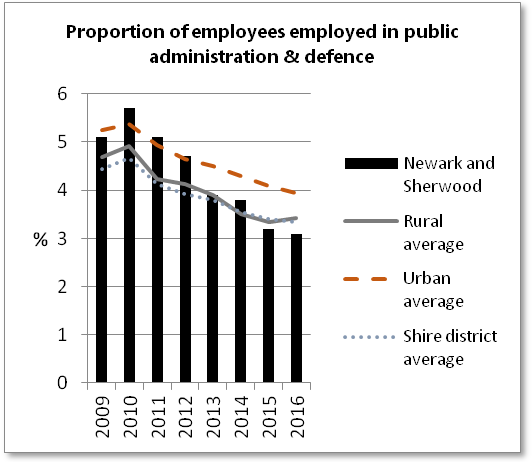 Proportion of employees employed in public
administration & defence
6
5
4
3
2
1
0
%
2009
2010
2011
2012
2013
2014
2015
2016
Newark and
Sherwood
Rural
average
Urban
average
Shire district
average